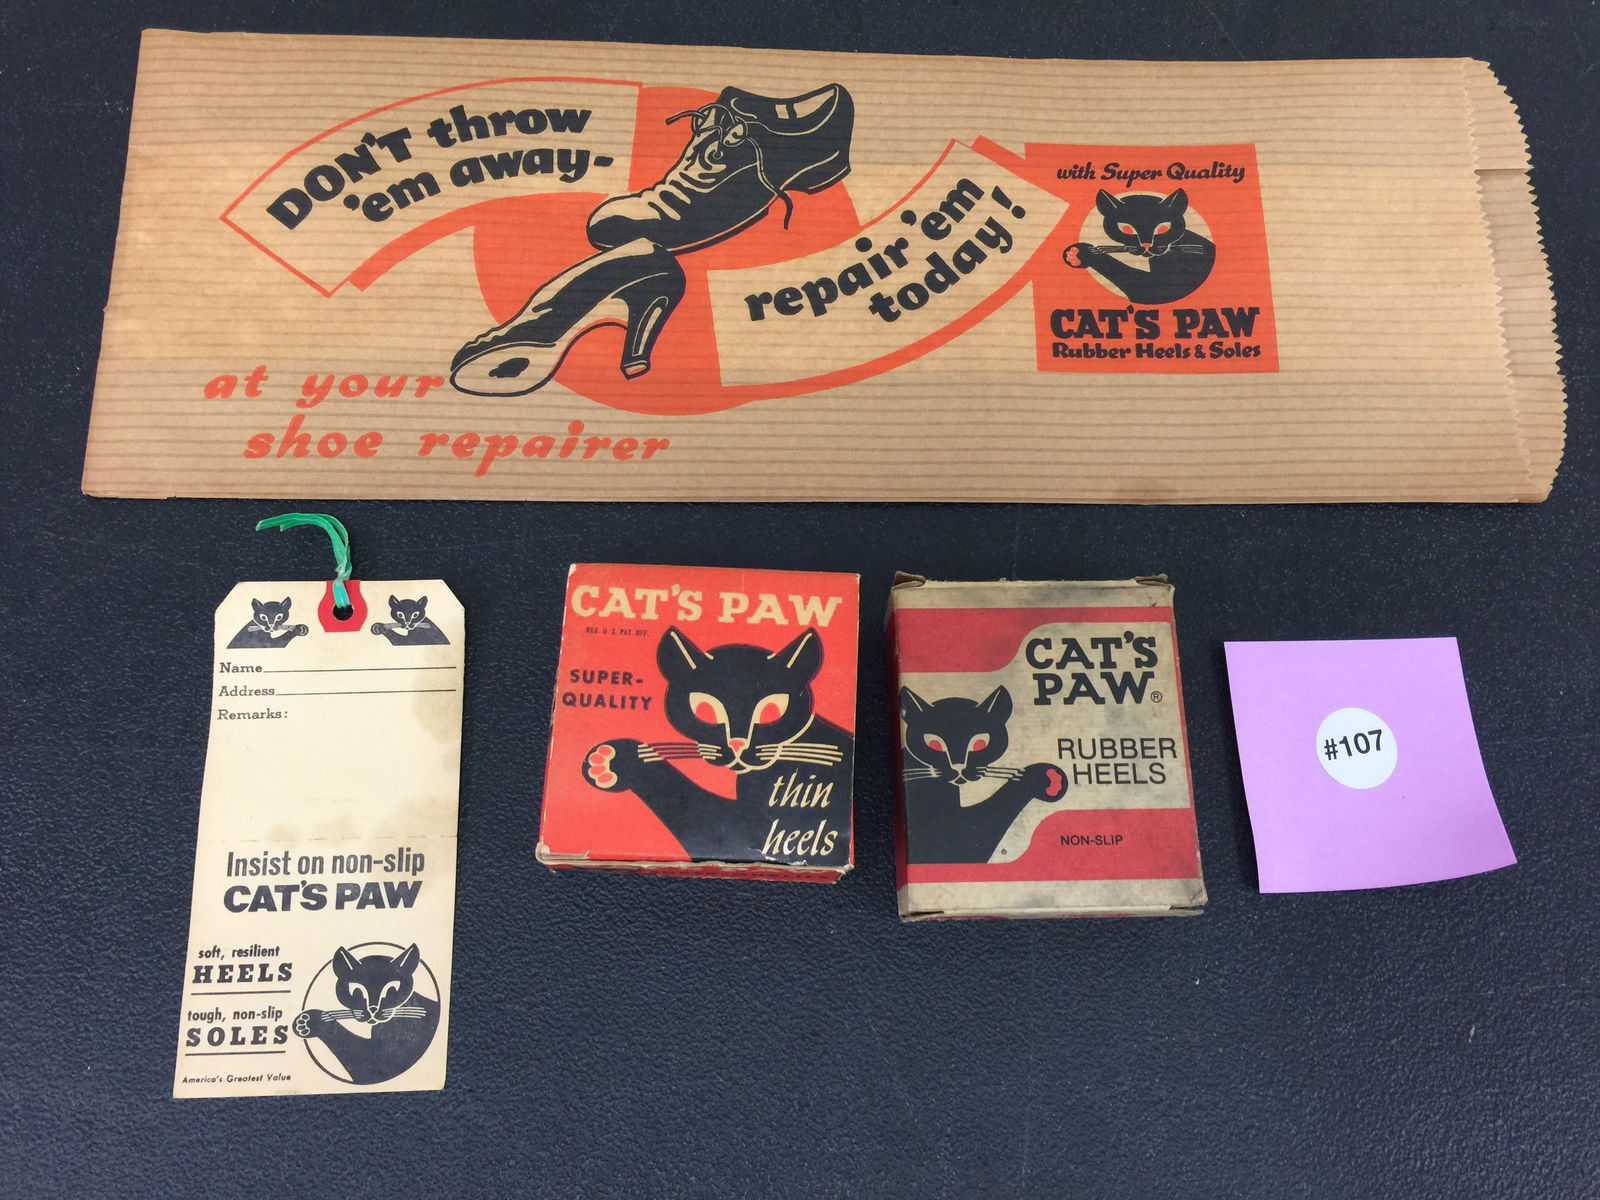 DON'T throw
'em away-
repair 'em
today!
at your
shoe repairer
with Super Quality
CAT'S PAW
Rubber Heels & Soles
Name
Address
Remarks:
Insist on non-slip
CAT'S PAW
soft, resilient
HEELS
tough, non-slip
SOLES
America's Greatest Value
CAT'S PAW
REG. U.S. PAT. OFF.
SUPER-
QUALITY
thin
heels
CAT'S
PAW®
RUBBER
HEELS
NON-SLIP
®
#107